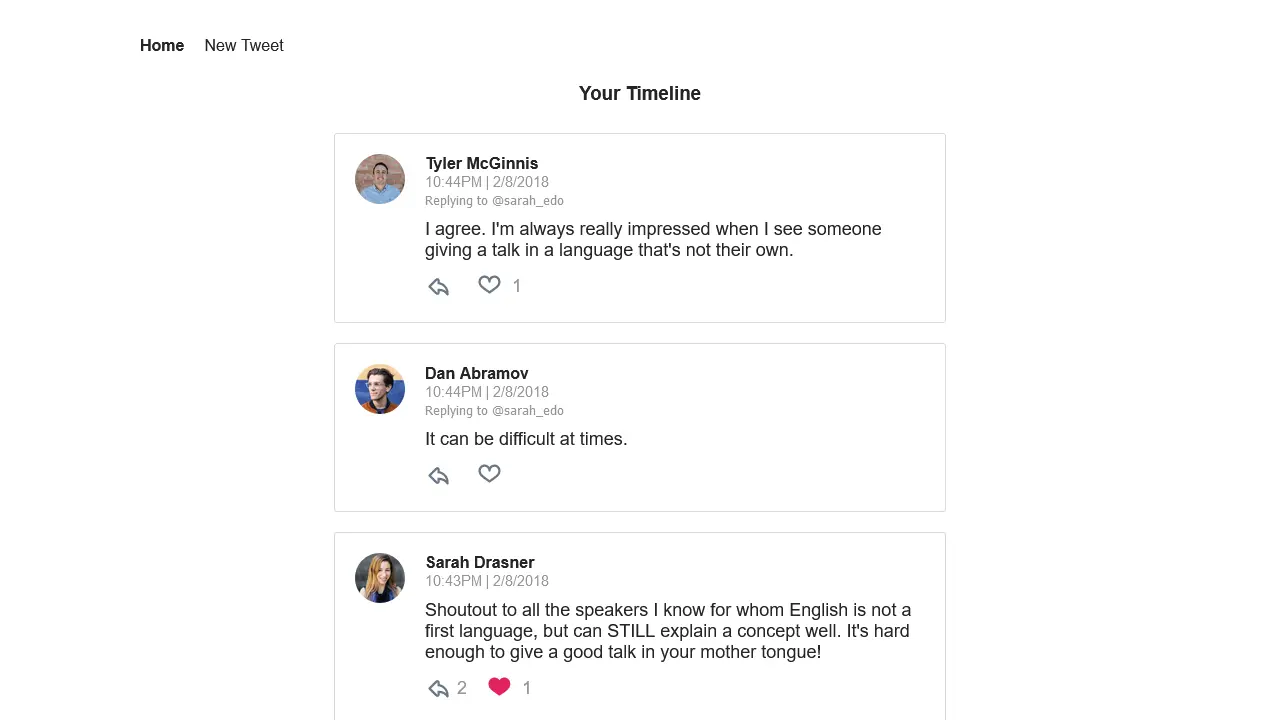 Home New Tweet
Your Timeline
Tyler McGinnis
10:44PM | 2/8/2018
Replying to @sarah_edo
I agree. I'm always really impressed when I see someone
giving a talk in a language that's not their own.
1
Dan Abramov
10:44PM | 2/8/2018
Replying to @sarah_edo
It can be difficult at times.
Sarah Drasner
10:43PM | 2/8/2018
Shoutout to all the speakers I know for whom English is not a
first language, but can STILL explain a concept well. It's hard
enough to give a good talk in your mother tongue!
2 1